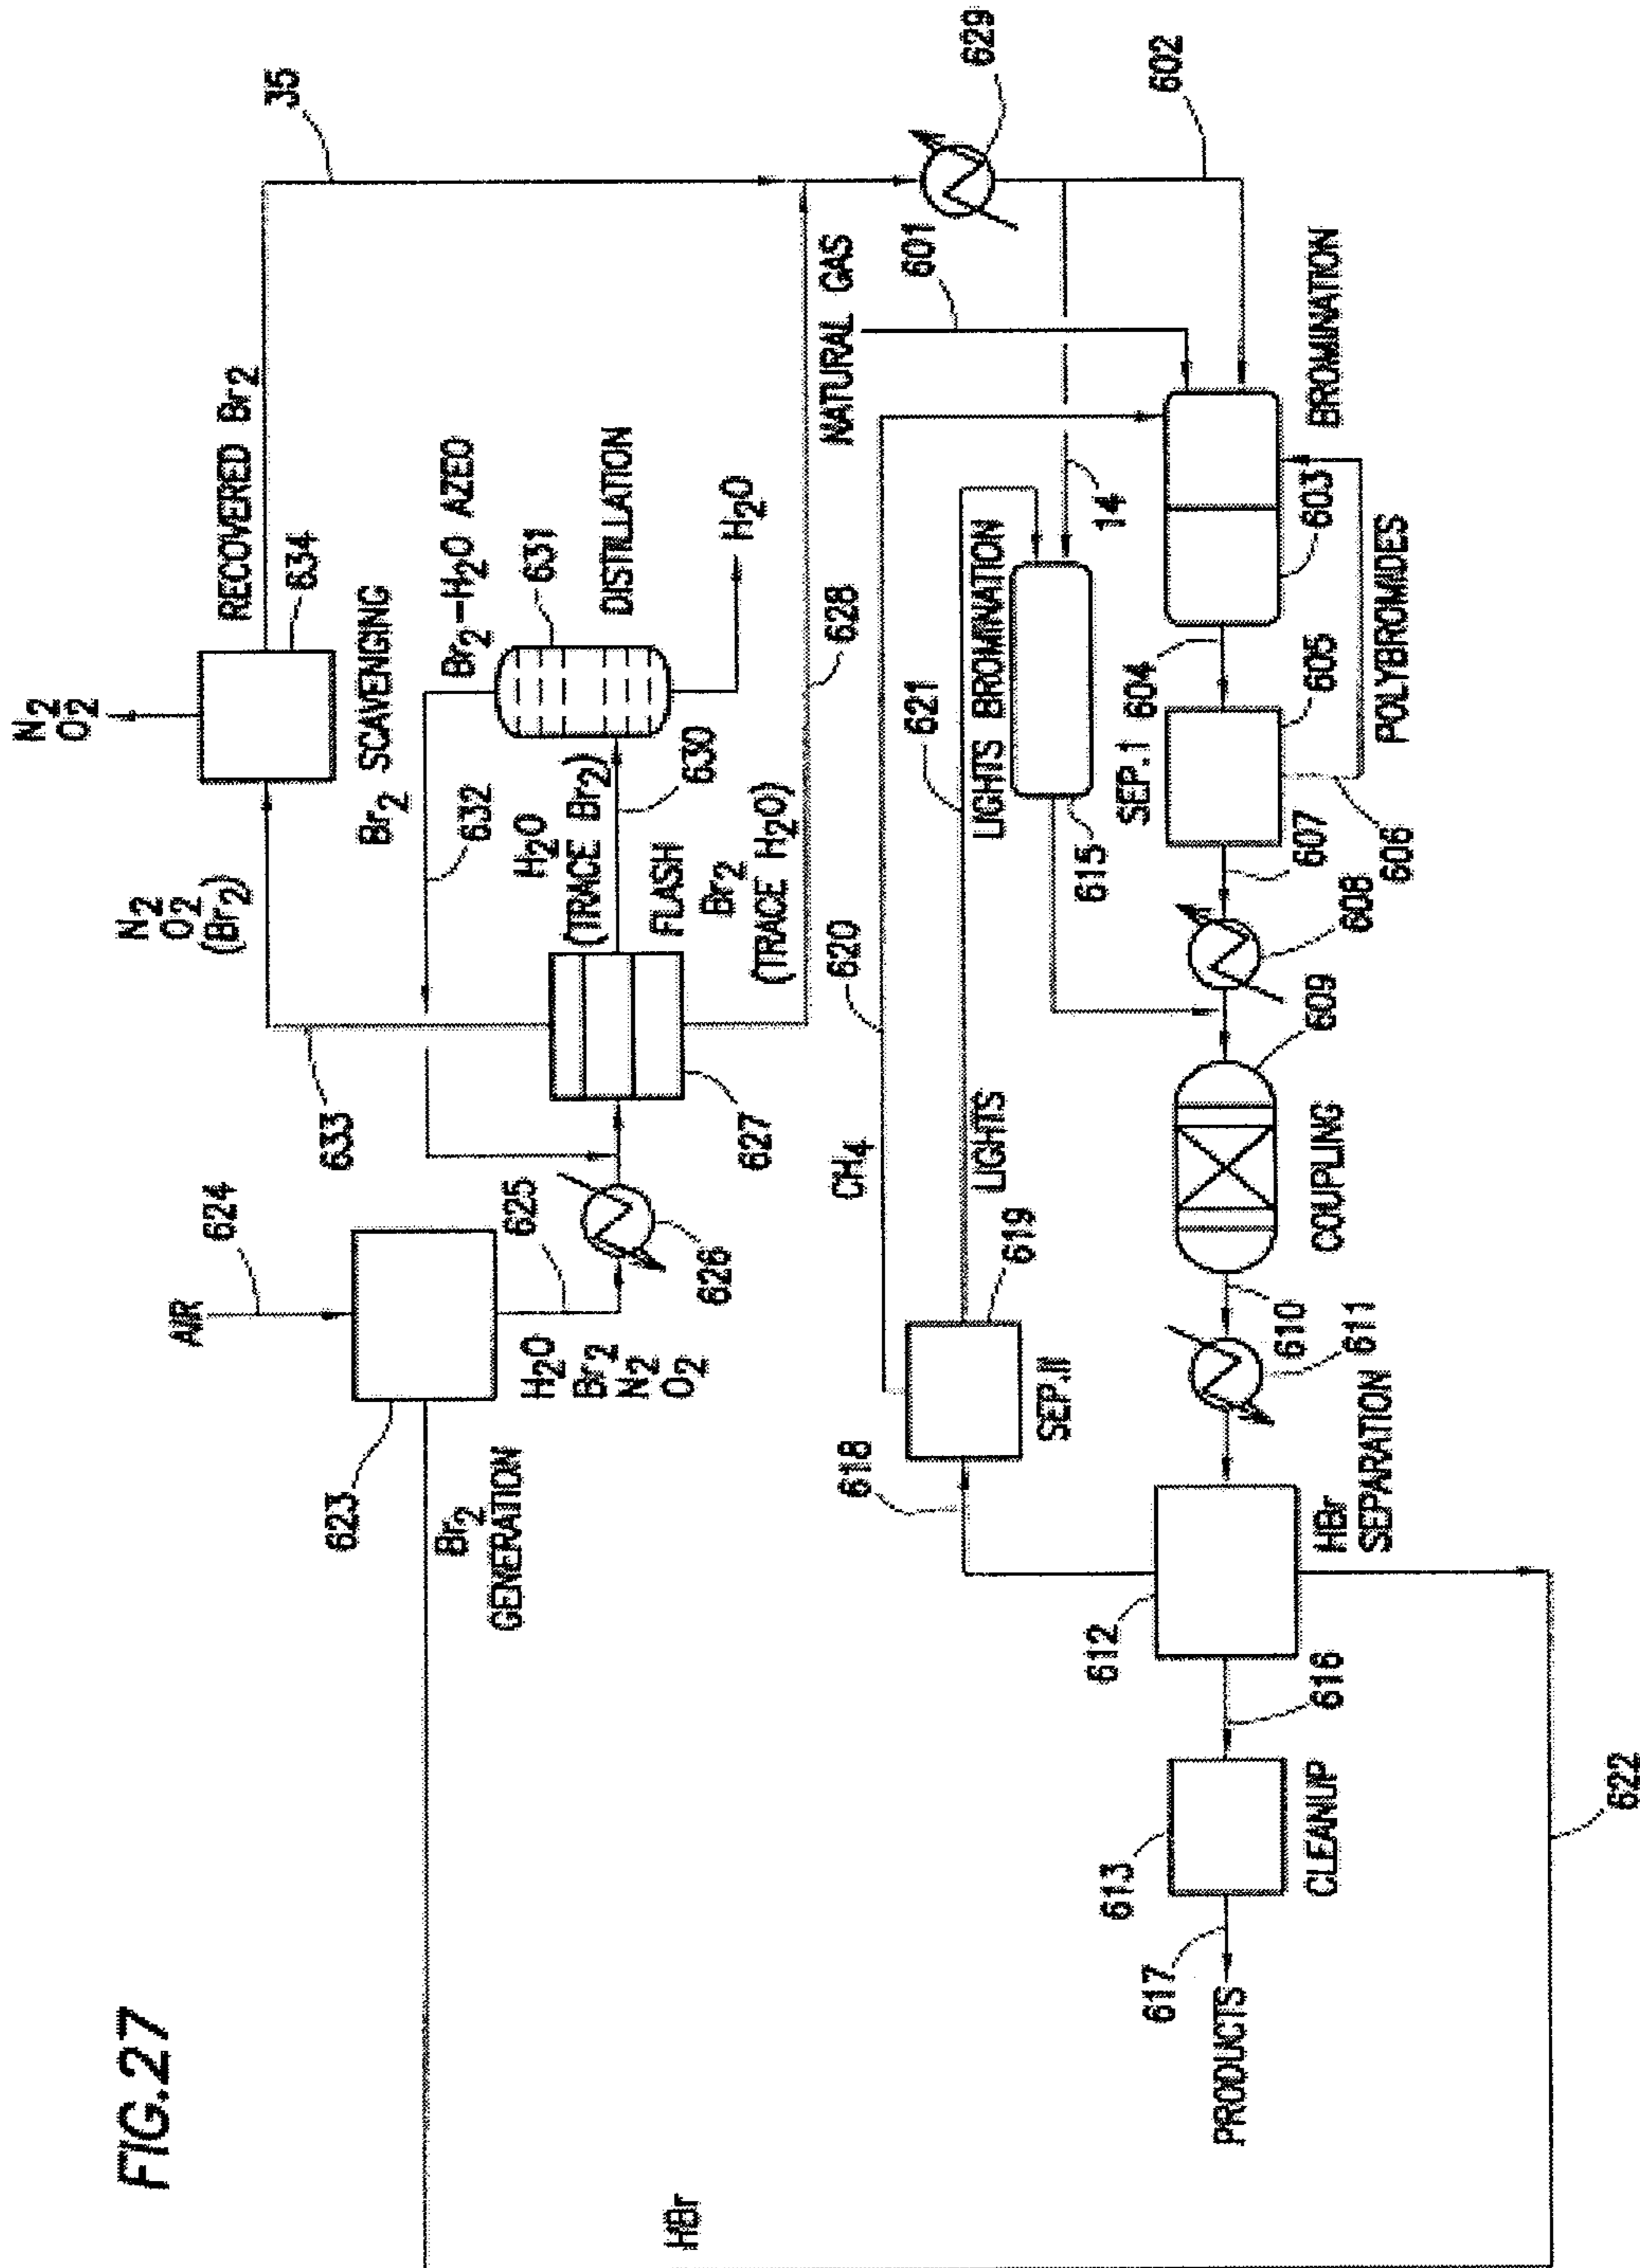 FIG.27
HBr
AIR
624
623
Br2
GENERATION
625
H2O
Br2
N2
O2
626
633
627
N2
O2
(Br2)
632
H2O
(TRACE Br2)
630
FLASH
Br2
(TRACE H2O)
628
Br2 SCAVENGING
634
N2
O2
RECOVERED Br2
35
Br2-H2O AZEO
631
DISTILLATION
H2O
629
NATURAL GAS
601
602
14
BROMINATION
603
POLYBROMIDES
604
605
SEP.1
606
607
608
LIGHTS BROMINATION
615
621
620
CH4
LIGHTS
619
SEP.II
618
609
COUPLING
610
611
HBr
SEPARATION
612
616
613
CLEANUP
617
PRODUCTS
622